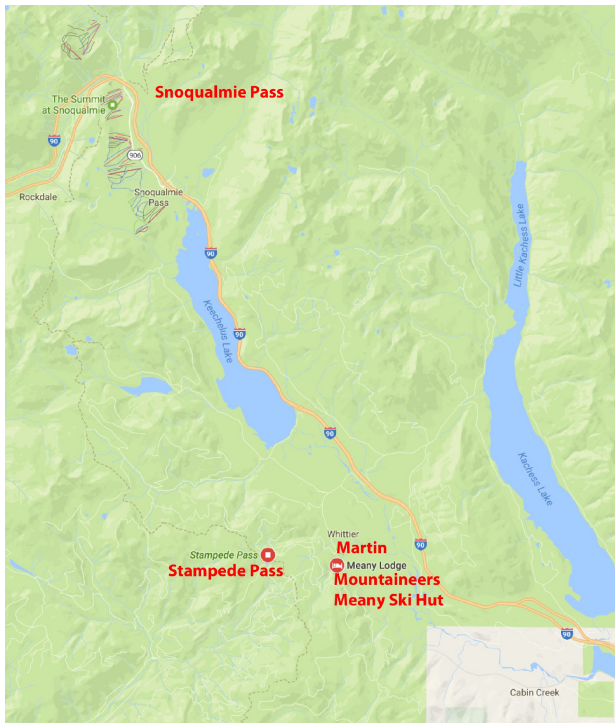 Snoqualmie Pass
The Summit
at Snoqualmie
90
906
Rockdale
Snoqualmie
Pass
90
Little Kachess Lake
Keechelus Lake
90
90
Kachess Lake
Whittier
Martin
90
Stampede Pass
Stampede Pass
Meany Lodge
Mountaineers
Meany Ski Hut
90
Cabin Creek